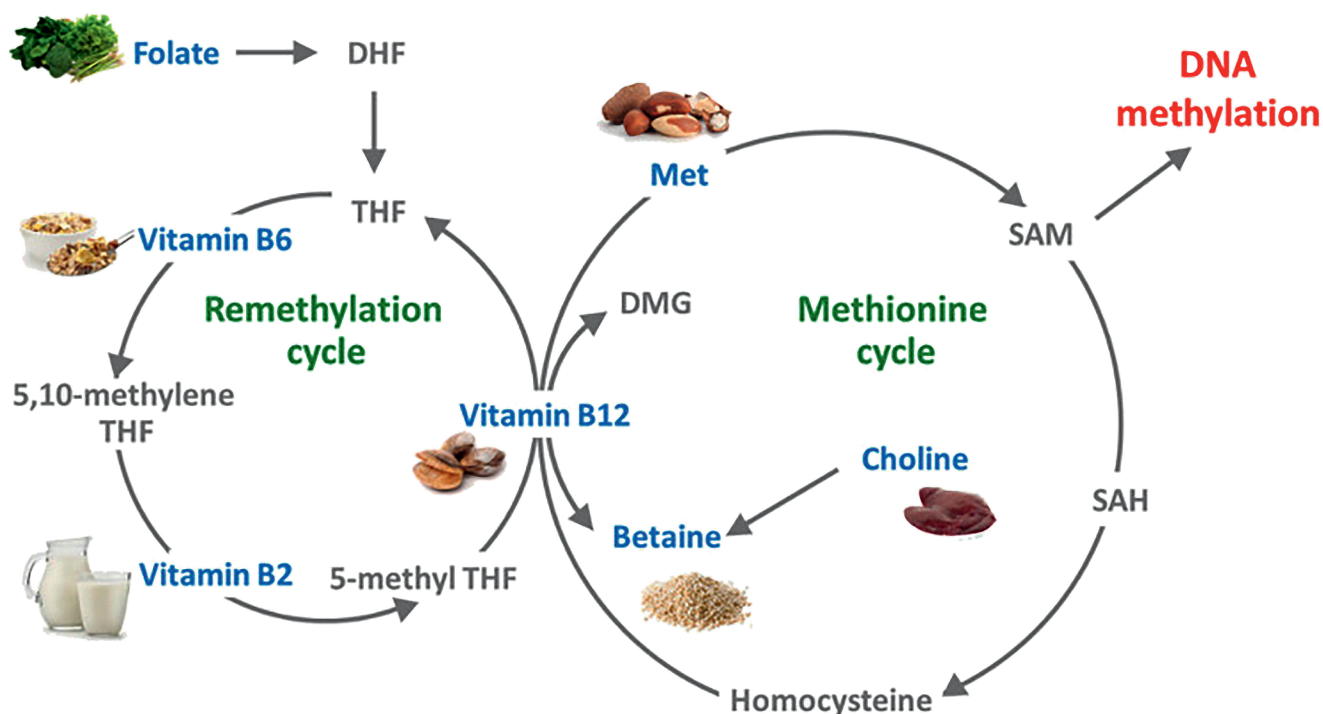 Folate
DHF
DNA
methylation
Met
THF
Vitamin B6
SAM
Remethylation
cycle
DMG
Methionine
cycle
5,10-methylene
THF
Vitamin B12
Choline
SAH
Betaine
Vitamin B2
5-methyl THF
Homocysteine